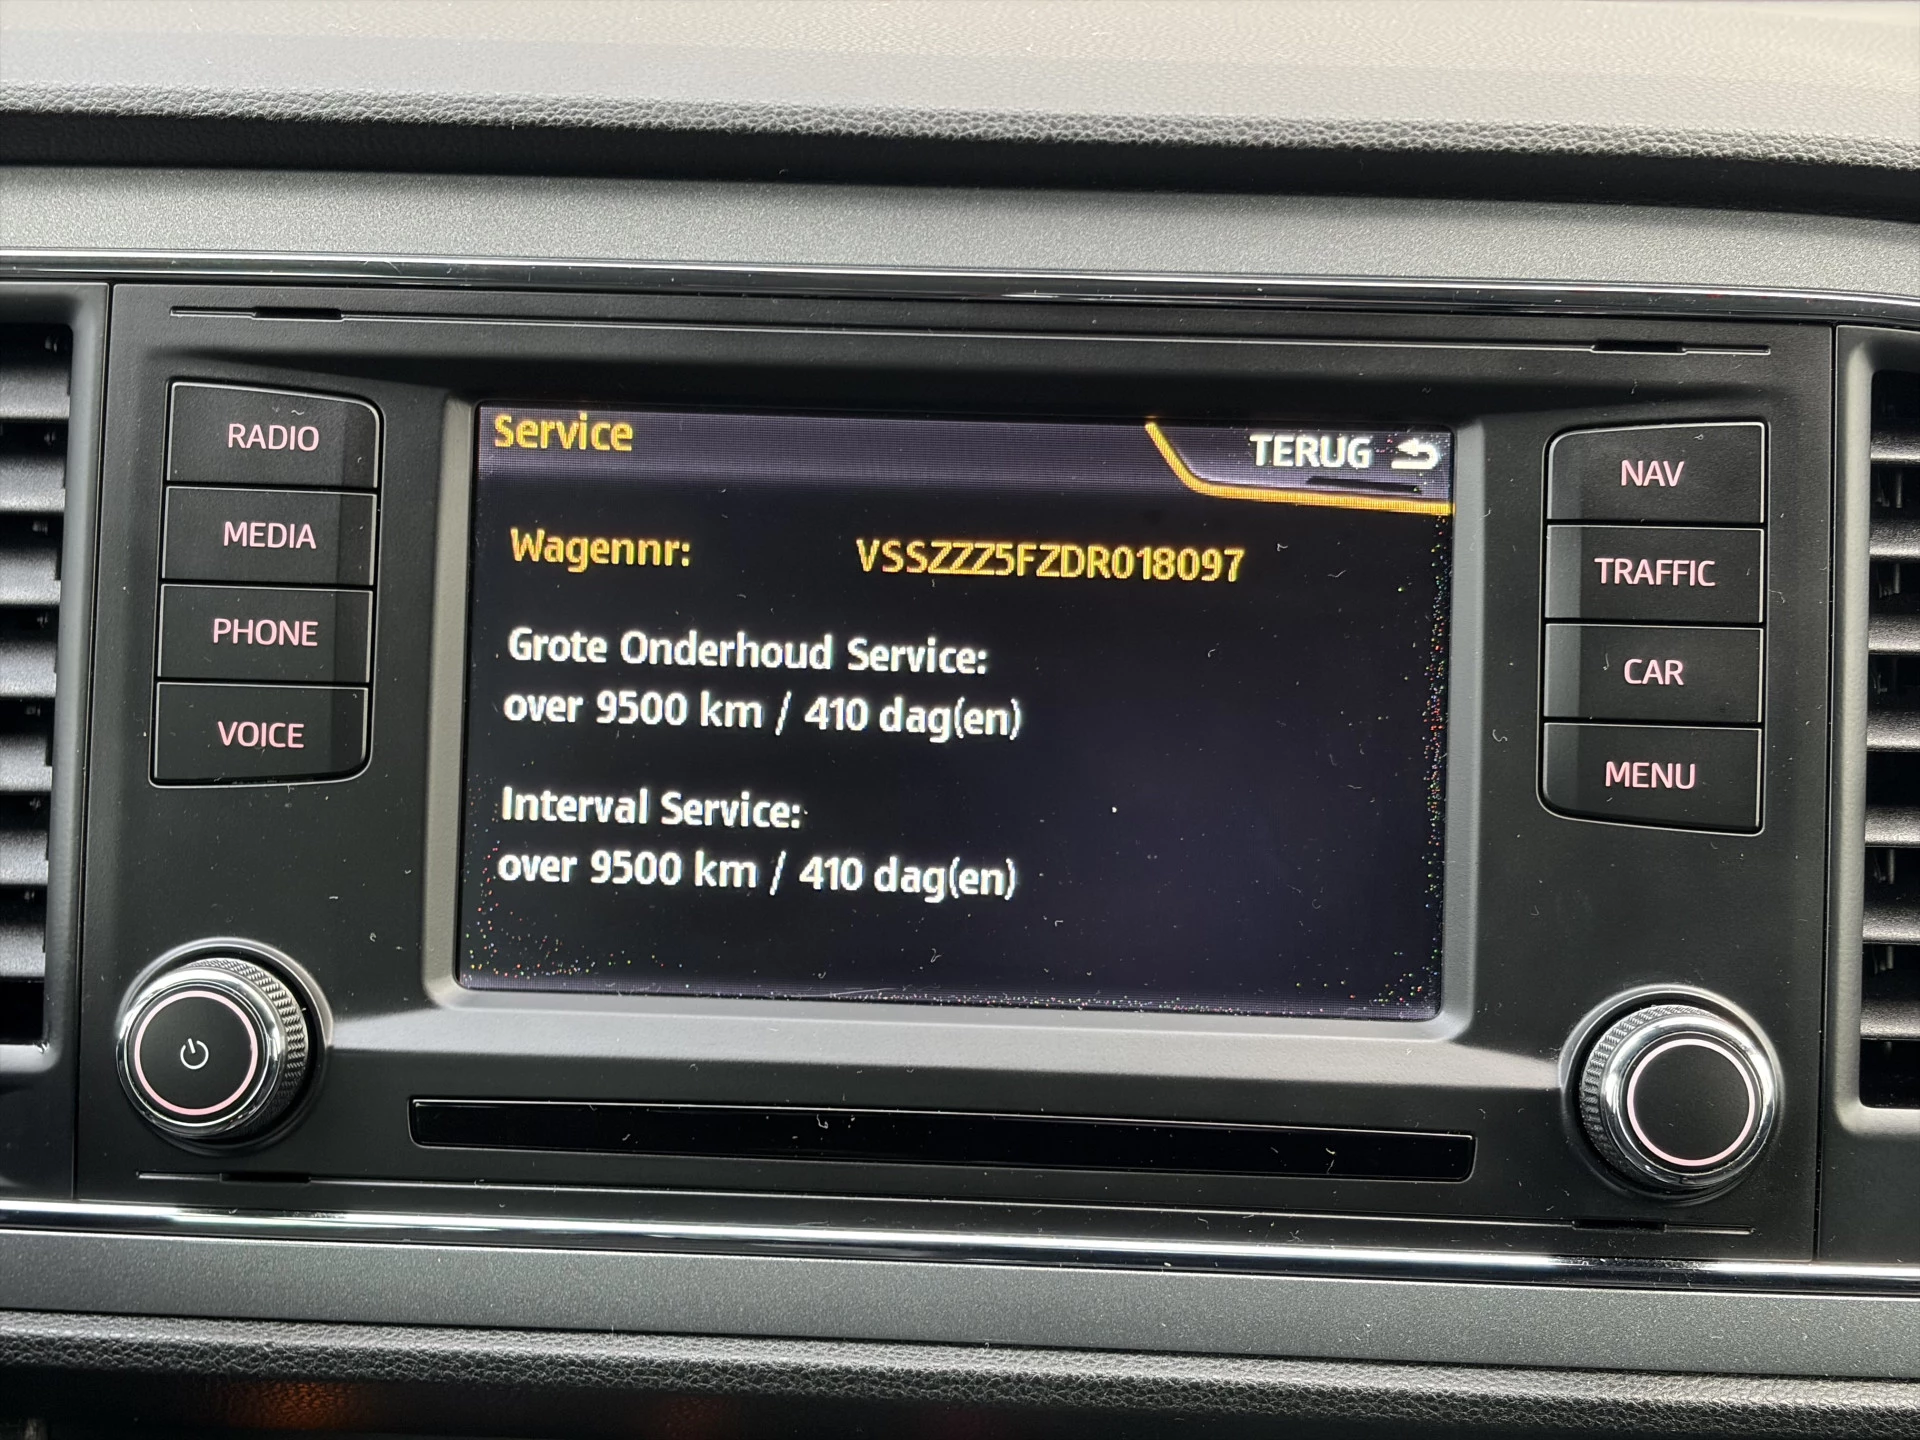 RADIO
MEDIA
PHONE
VOICE
Service
TERUG
Wagennr: VSSZZZ5FZDR018097
Grote Onderhoud Service:
over 9500 km / 410 dag(en)
Interval Service:
over 9500 km / 410 dag(en)
NAV
TRAFFIC
CAR
MENU